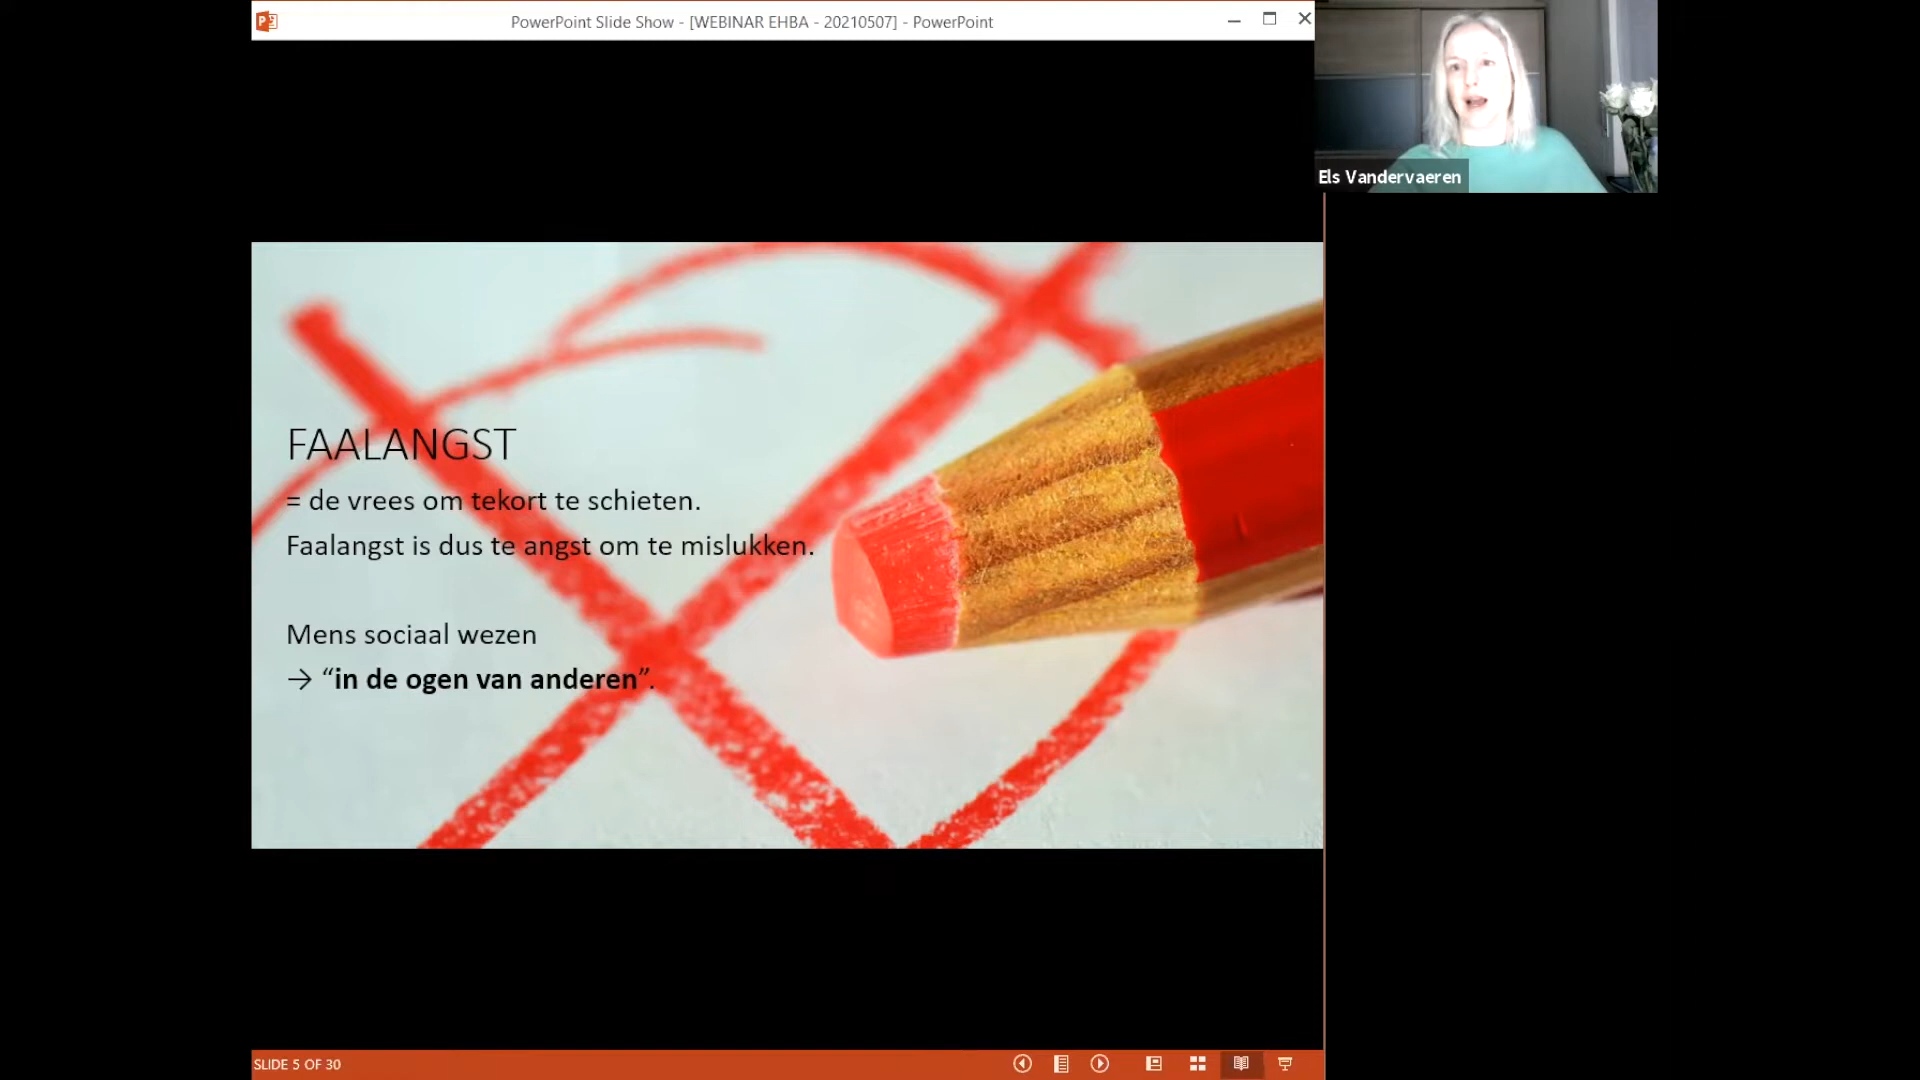 PowerPoint Slide Show - [WEBINAR EHBA - 20210507] - PowerPoint
Els Vandervaeren
FAALANGST
= de vrees om tekort te schieten.
Faalangst is dus te angst om te mislukken.
Mens sociaal wezen
→ “in de ogen van anderen”.
SLIDE 5 OF 30